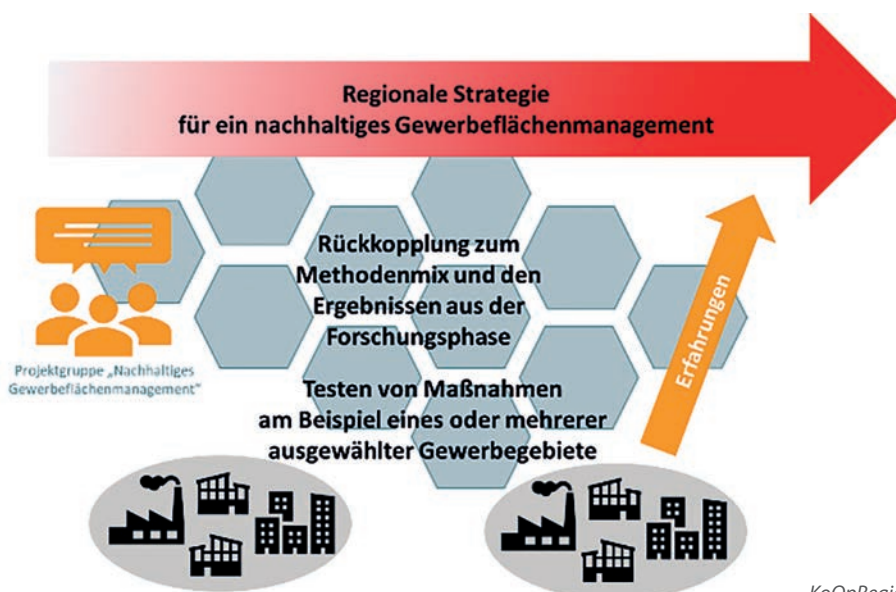 Regionale Strategie
für ein nachhaltiges Gewerbeflächenmanagement
Rückkopplung zum
Methodenmix und den
Ergebnissen aus der
Forschungsphase
Projektgruppe „Nachhaltiges
Gewerbeflächenmanagement“
Erfahrungen
Testen von Maßnahmen
am Beispiel eines oder mehrerer
ausgewählter Gewerbegebiete